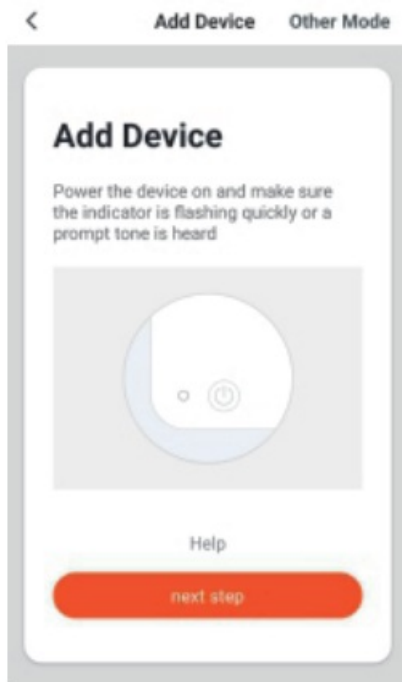 Add Device Other Mode
Add Device
Power the device on and make sure
the indicator is flashing quickly or a
prompt tone is heard
Help
next step